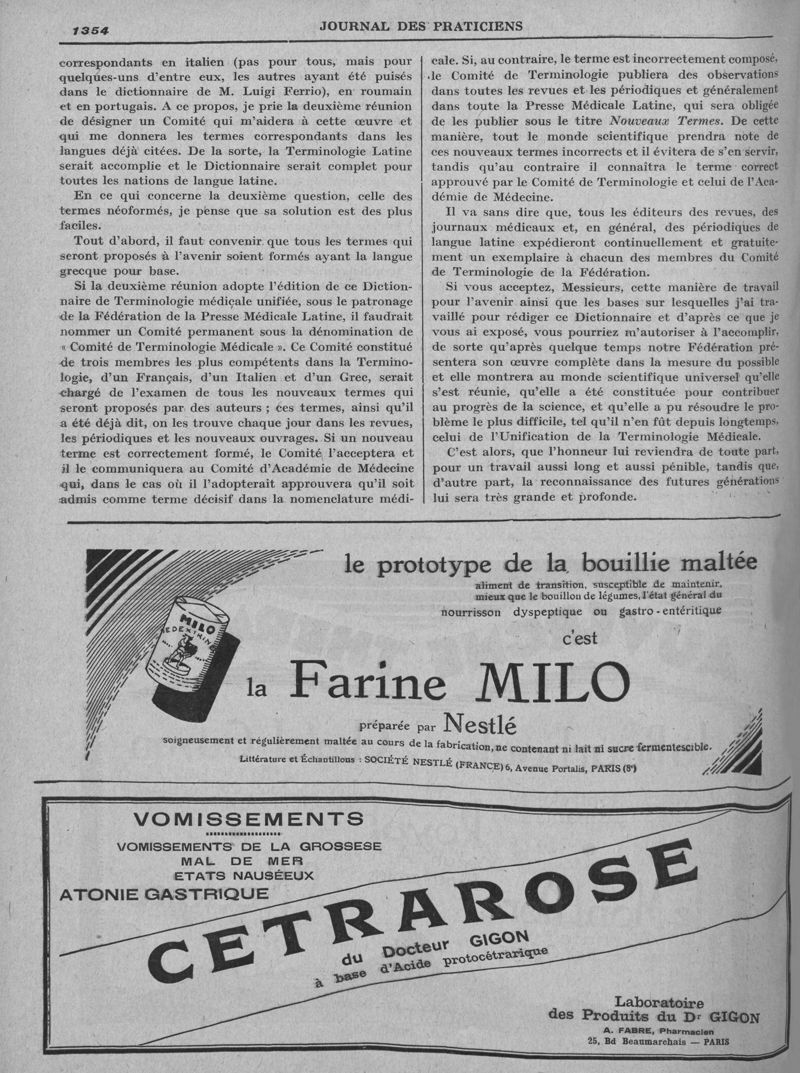 1354
JOURNAL DES PRATICIENS
correspondants en italien (pas pour tous, mais pour
quelques-uns d'entre eux, les autres ayant été puisés
dans le dictionnaire de M. Luigi Ferrio), en roumain
et en portugais. A ce propos, je prie la deuxième réunion
de désigner un Comité qui m'aidera à cette œuvre et
qui me donnera les termes correspondants dans les
langues déjà citées. De la sorte, la Terminologie Latine
serait accomplie et le Dictionnaire serait complet pour
toutes les nations de langue latine.
En ce qui concerne la deuxième question, celle des
termes néoformés, je pense que sa solution est des plus
faciles.
Tout d'abord, il faut convenir que tous les termes qui
seront proposés à l'avenir soient formés ayant la langue
grecque pour base.
Si la deuxième réunion adopte l'édition de ce Diction-
naire de Terminologie médicale unifiée, sous le patronage
de la Fédération de la Presse Médicale Latine, il faudrait
nommer un Comité permanent sous la dénomination de
« Comité de Terminologie Médicale ». Ce Comité constitué
de trois membres les plus compétents dans la Termino-
logie, d'un Français, d'un Italien et d'un Grec, serait
chargé de l'examen de tous les nouveaux termes qui
seront proposés par des auteurs ; ces termes, ainsi qu'il
a été déjà dit, on les trouve chaque jour dans les revues,
les périodiques et les nouveaux ouvrages. Si un nouveau
terme est correctement formé, le Comité l'acceptera et
il le communiquera au Comité d'Académie de Médecine
qui, dans le cas où il l'adopterait approuvera qu'il soit
admis comme terme décisif dans la nomenclature médi-
cale. Si, au contraire, le terme est incorrectement composé,
le Comité de Terminologie publiera des observations
dans toutes les revues et les périodiques et généralement
dans toute la Presse Médicale Latine, qui sera obligée
de les publier sous le titre Nouveaux Termes. De cette
manière, tout le monde scientifique prendra note de
ces nouveaux termes incorrects et il évitera de s'en servir,
tandis qu'au contraire il connaîtra le terme correct
approuvé par le Comité de Terminologie et celui de l'Aca-
démie de Médecine.
Il va sans dire que, tous les éditeurs des revues, des
journaux médicaux et, en général, des périodiques de
langue latine expédieront continuellement et gratuite-
ment un exemplaire à chacun des membres du Comité
de Terminologie de la Fédération.
Si vous acceptez, Messieurs, cette manière de travail
pour l'avenir ainsi que les bases sur lesquelles j'ai tra-
vaillé pour rédiger ce Dictionnaire et d'après ce que je
vous ai exposé, vous pourriez m'autoriser à l'accomplir,
de sorte qu'après quelque temps notre Fédération pré-
sentera son œuvre complète dans la mesure du possible
et elle montrera au monde scientifique universel qu'elle
s'est réunie, qu'elle a été constituée pour contribuer
au progrès de la science, et qu'elle a pu résoudre le pro-
blème le plus difficile, tel qu'il n'en fût depuis longtemps,
celui de l'Unification de la Terminologie Médicale.
C'est alors, que l'honneur lui reviendra de toute part,
pour un travail aussi long et aussi pénible, tandis que,
d'autre part, la reconnaissance des futures générations
lui sera très grande et profonde.
le prototype de la bouillie maltée
aliment de transition, susceptible de maintenir,
mieux que le bouillon de légumes, l'état général du
nourrisson dyspeptique ou gastro-entéritique
c'est
MILO
la Farine MILO
préparée par Nestlé
soigneusement et régulièrement maltée au cours de la fabrication, ne contenant ni lait ni sucre fermentescible.
Littérature et Échantillons : SOCIÉTÉ NESTLÉ (FRANCE) 6, Avenue Portalis, PARIS (8e)
VOMISSEMENTS
VOMISSEMENTS DE LA GROSSESE
MAL DE MER
ETATS NAUSÉEUX
ATONIE GASTRIQUE
CETRAROSE
du Docteur GIGON
à base d'Acide protocétrarique
Laboratoire
des Produits du Dr GIGON
A. FABRE, Pharmacien
25, Bd Beaumarchais — PARIS